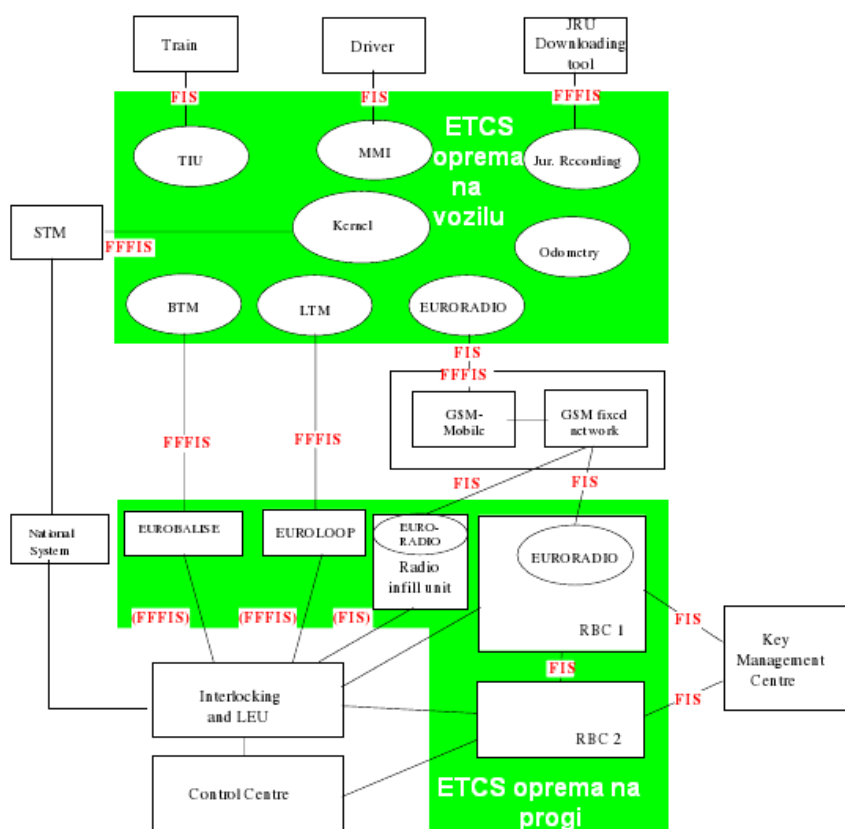 Train
Driver
JRU
Downloading
tool
FIS
FIS
FFFIS
ETCS
oprema
na
vozilu
TIU
MMI
Jur. Recording
STM
Kernel
FFFIS
Odometry
BTM
LTM
EURORADIO
FIS
FFFIS
GSM-
Mobile
GSM fixed
network
FFFIS
FFFIS
FIS
FIS
National
System
EUROBALISE
EUROLOOP
EURO-
RADIO
Radio
infill unit
EURORADIO
(FFFIS)
(FFFIS)
(FIS)
RBC 1
FIS
Key
Management
Centre
FIS
FIS
Interlocking
and LEU
RBC 2
Control Centre
ETCS oprema na
progi